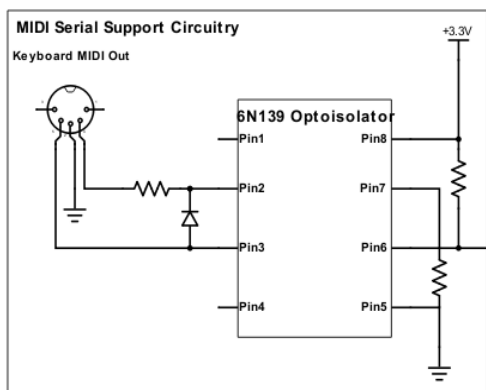 MIDI Serial Support Circuitry
Keyboard MIDI Out
+3.3V
6N139 Optoisolator
Pin1
Pin8
Pin2
Pin7
Pin3
Pin6
Pin4
Pin5